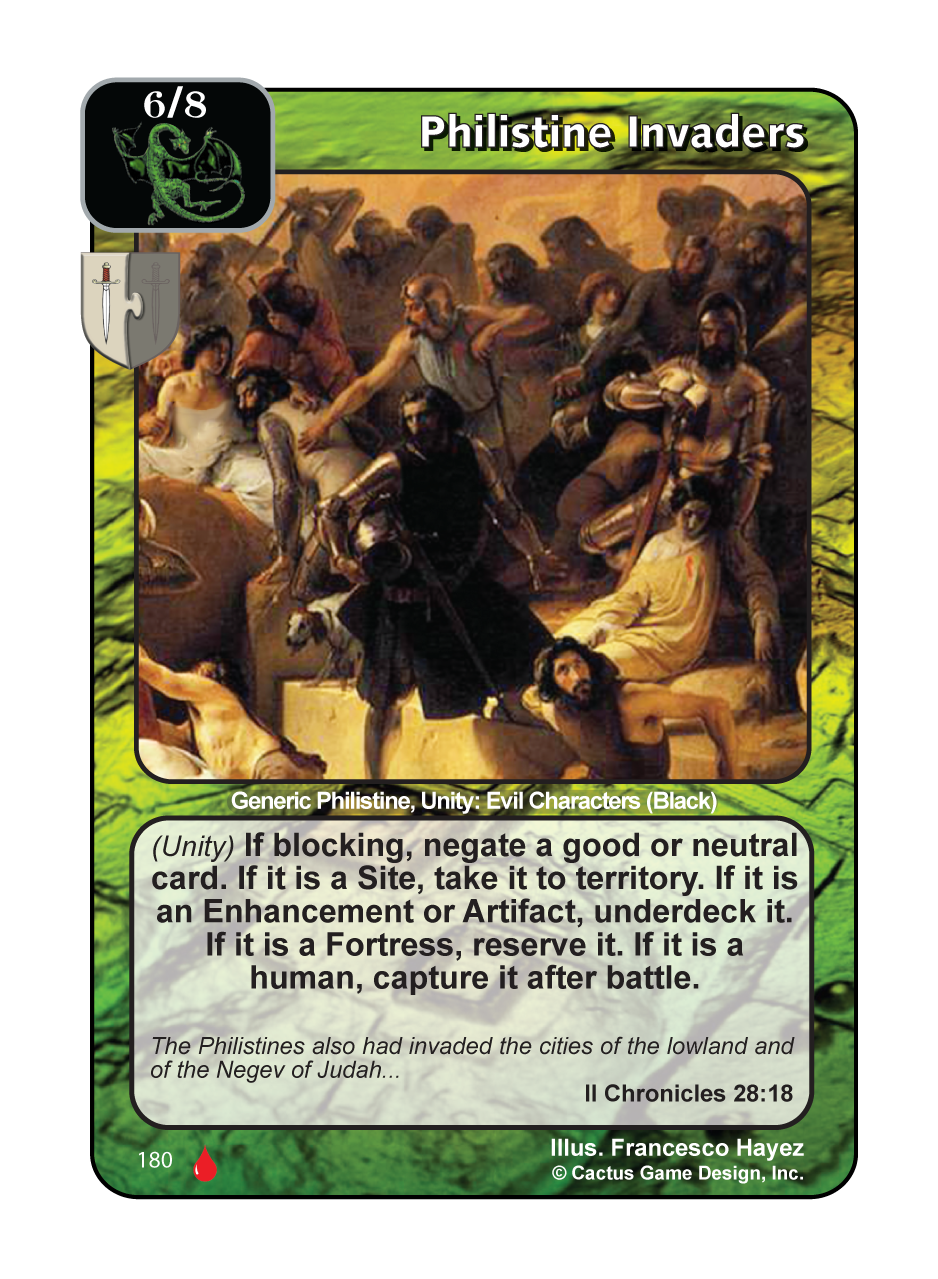 6/8
Philistine Invaders
Generic Philistine, Unity: Evil Characters (Black)
(Unity) If blocking, negate a good or neutral
card. If it is a Site, take it to territory. If it is
an Enhancement or Artifact, underdeck it.
If it is a Fortress, reserve it. If it is a
human, capture it after battle.
The Philistines also had invaded the cities of the lowland and
of the Negev of Judah...
II Chronicles 28:18
180
Illus. Francesco Hayez
© Cactus Game Design, Inc.